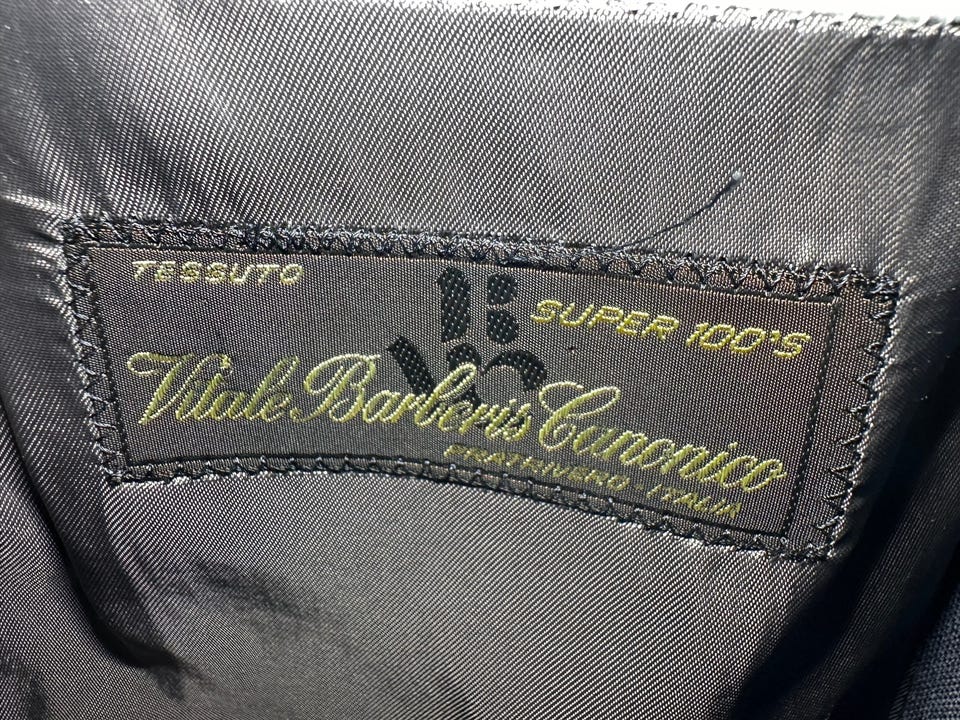 TESSUTO
SUPER 100'S
Vitale Barberis Canonico
PRATRIVERO - ITALIA